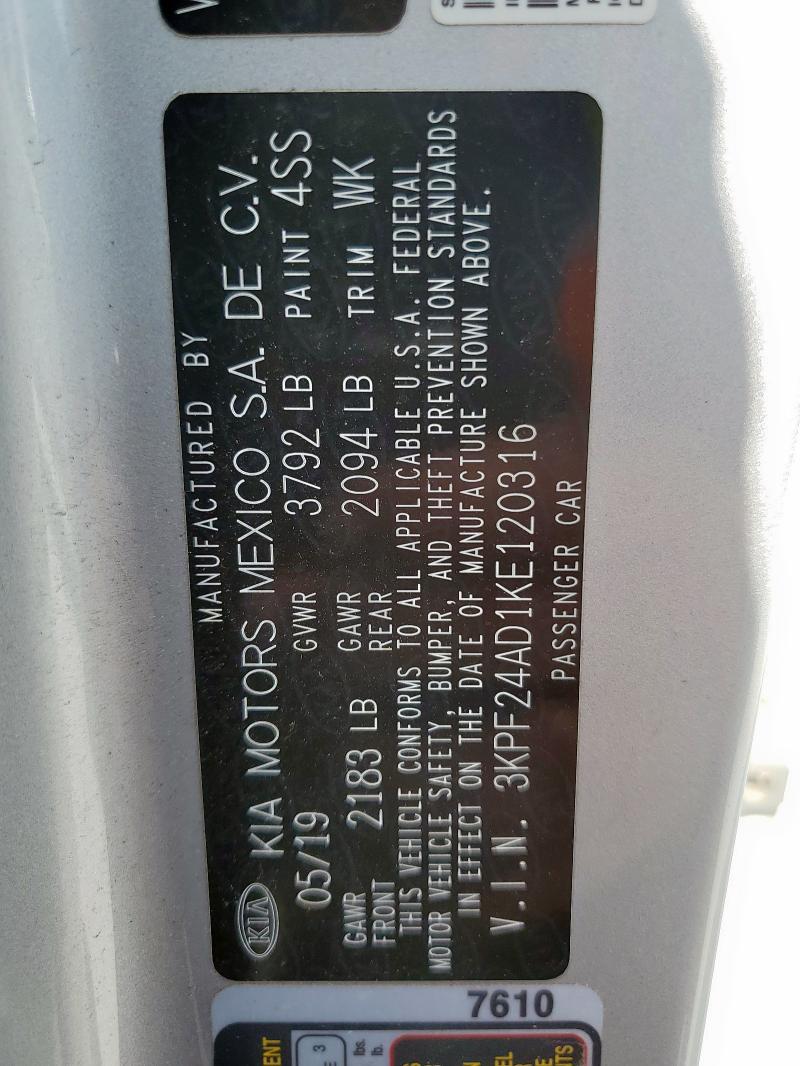 MANUFACTURED BY
KIA KIA MOTORS MEXICO S.A. DE C.V.
05/19 GVWR 3792 LB PAINT 4SS
GAWR FRONT 2183 LB GAWR REAR 2094 LB TRIM WK
THIS VEHICLE CONFORMS TO ALL APPLICABLE U.S.A. FEDERAL
MOTOR VEHICLE SAFETY, BUMPER, AND THEFT PREVENTION STANDARDS
IN EFFECT ON THE DATE OF MANUFACTURE SHOWN ABOVE.
V.I.N. 3KPF24AD1KE120316
PASSENGER CAR
7610